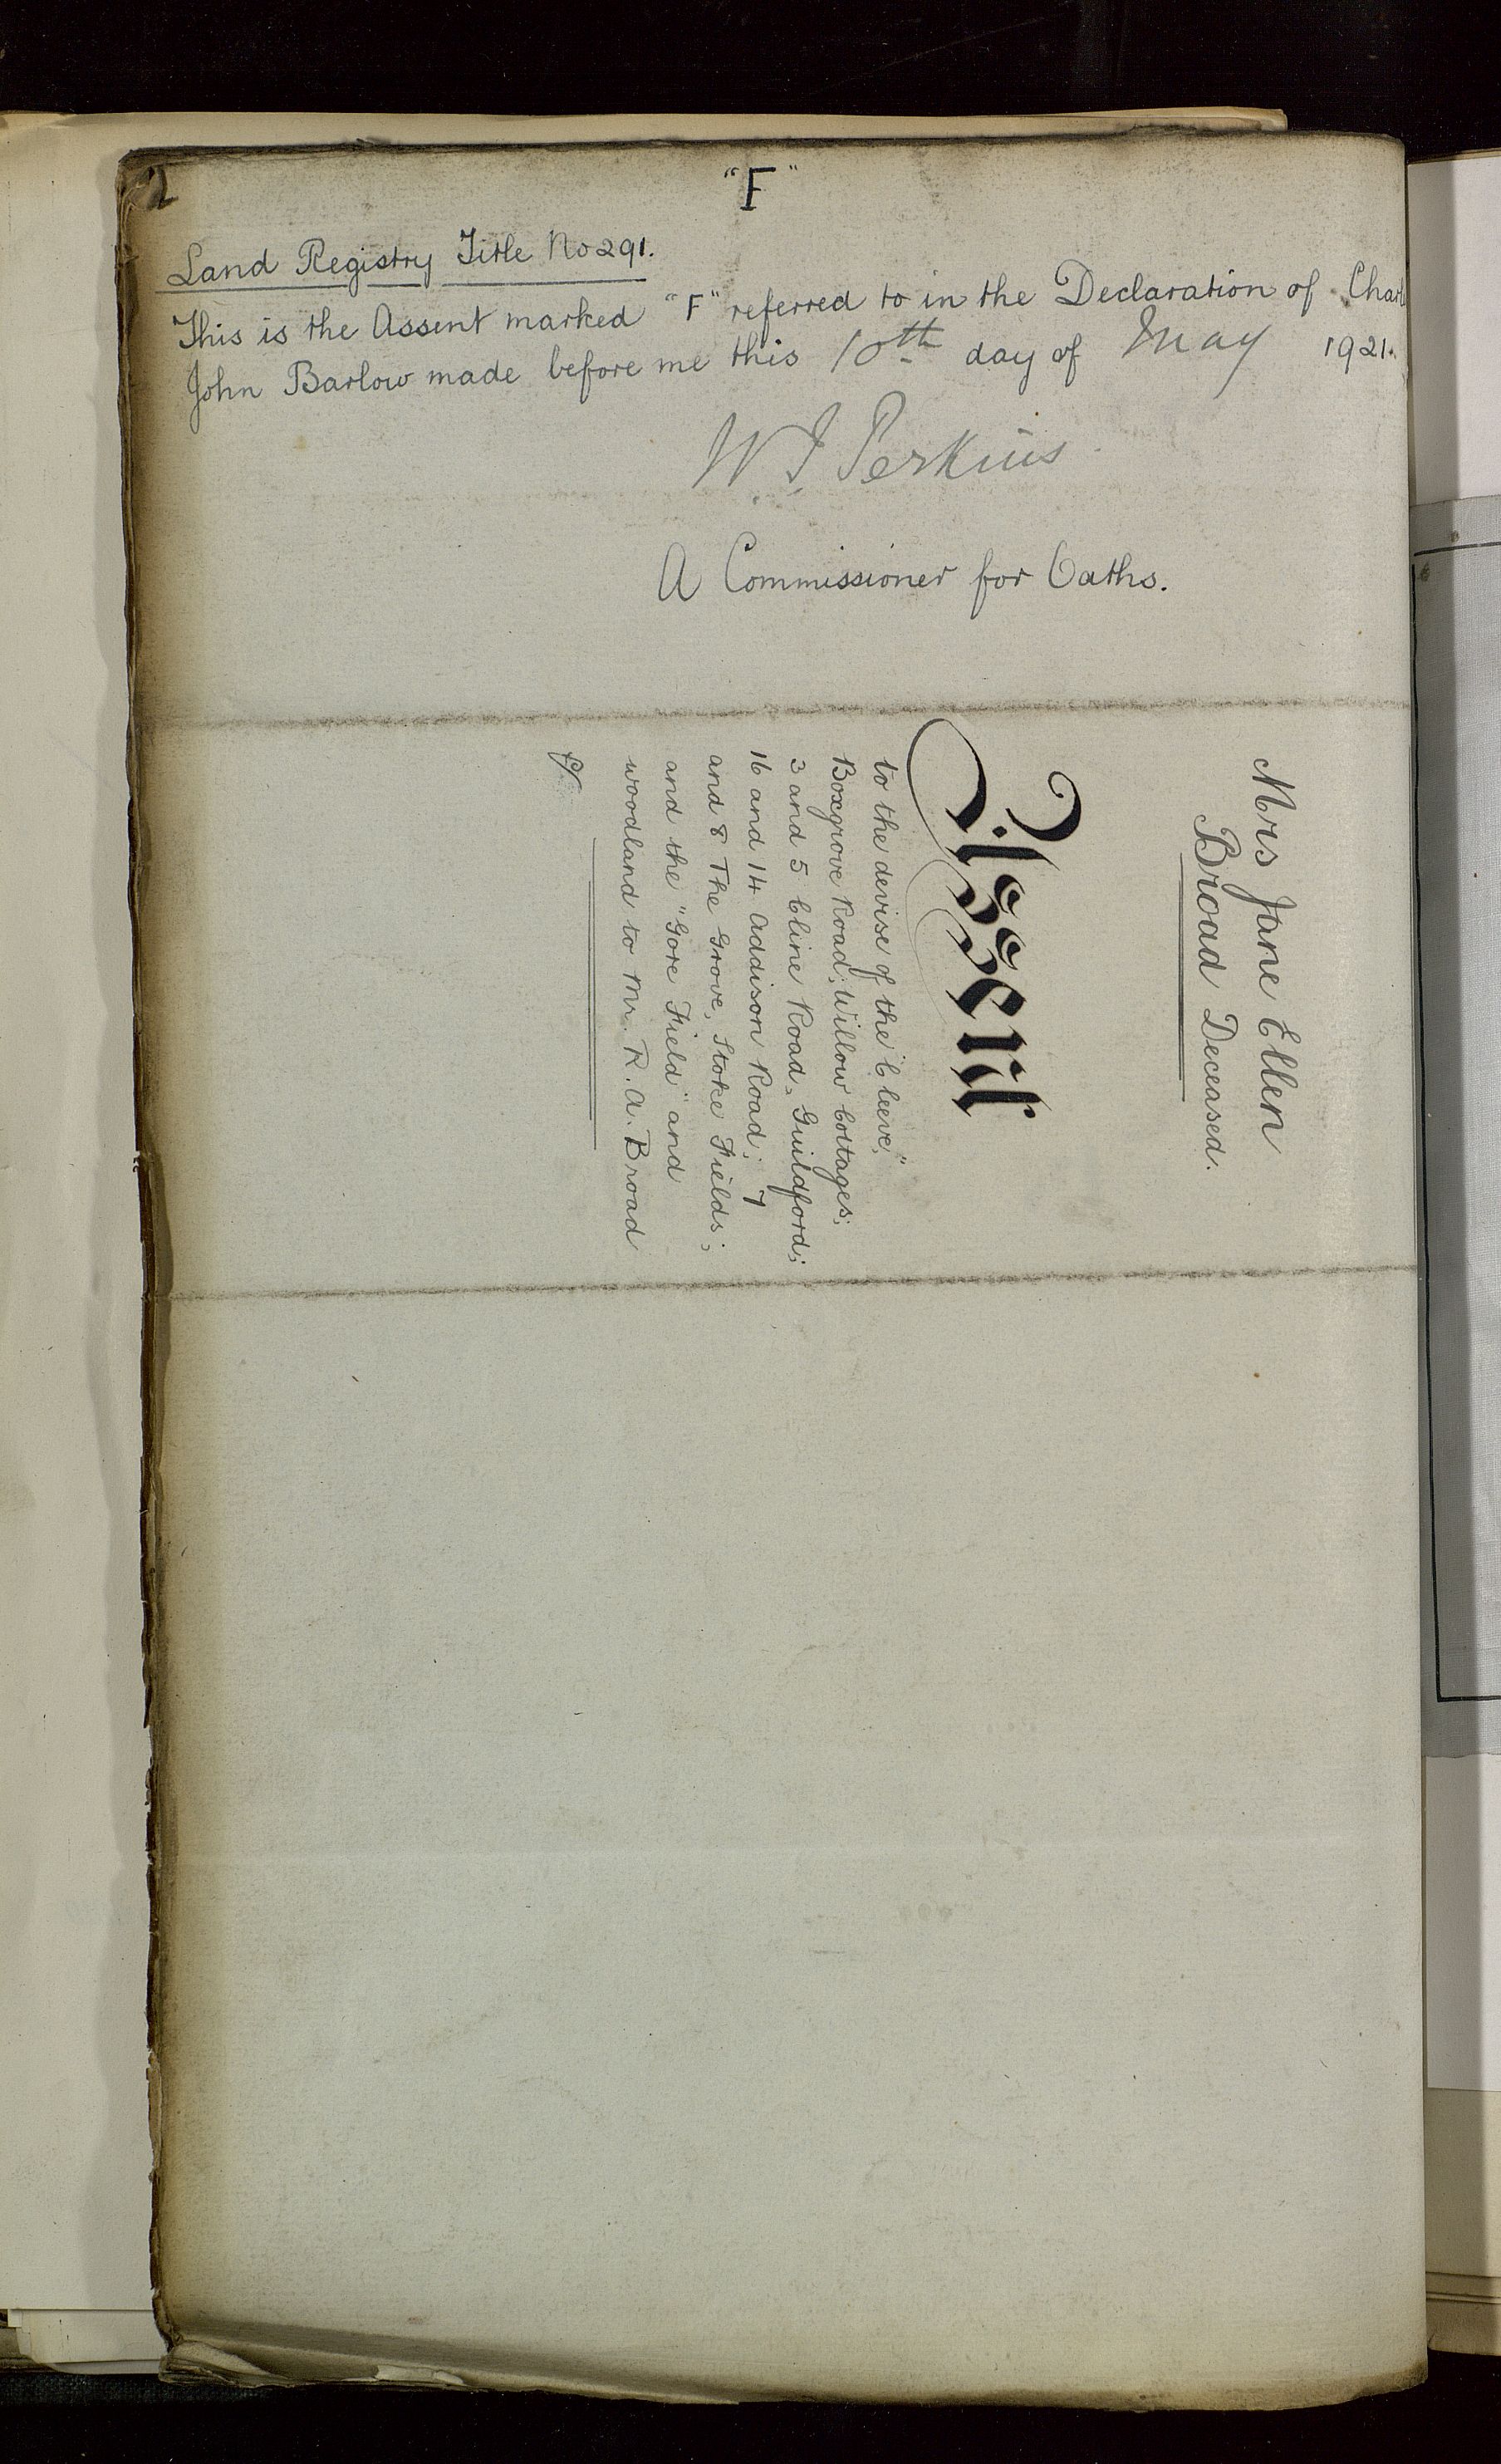 "F"
Land Registry Title No 291.
This is the Assent marked "F" referred to in the Declaration of Charl
John Barlow made before me this 10th day of May 1921.
W J Perkins
A Commissioner for Oaths.
Mrs Jane Ellen
Broad Deceased.
Assent
to the devise of the "Cleeve,"
Boxgrove Road; Willow Cottages;
3 and 5 Cline Road, Guildford;
16 and 14 Addison Road; 7
and 8 The Grove, Stoke Fields;
and the "Gore Field" and
woodland to Mr. R. A. Broad